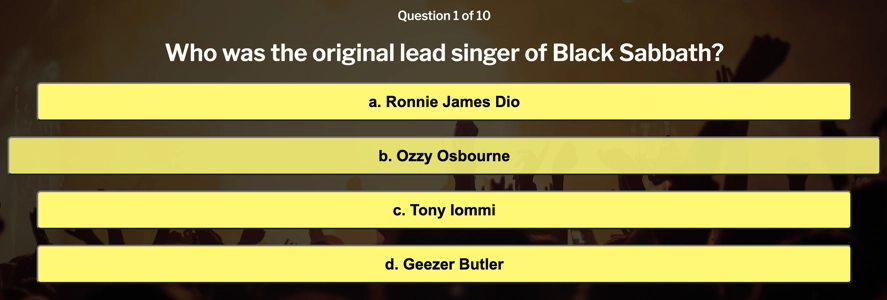 Question 1 of 10
Who was the original lead singer of Black Sabbath?
a. Ronnie James Dio
b. Ozzy Osbourne
c. Tony Iommi
d. Geezer Butler